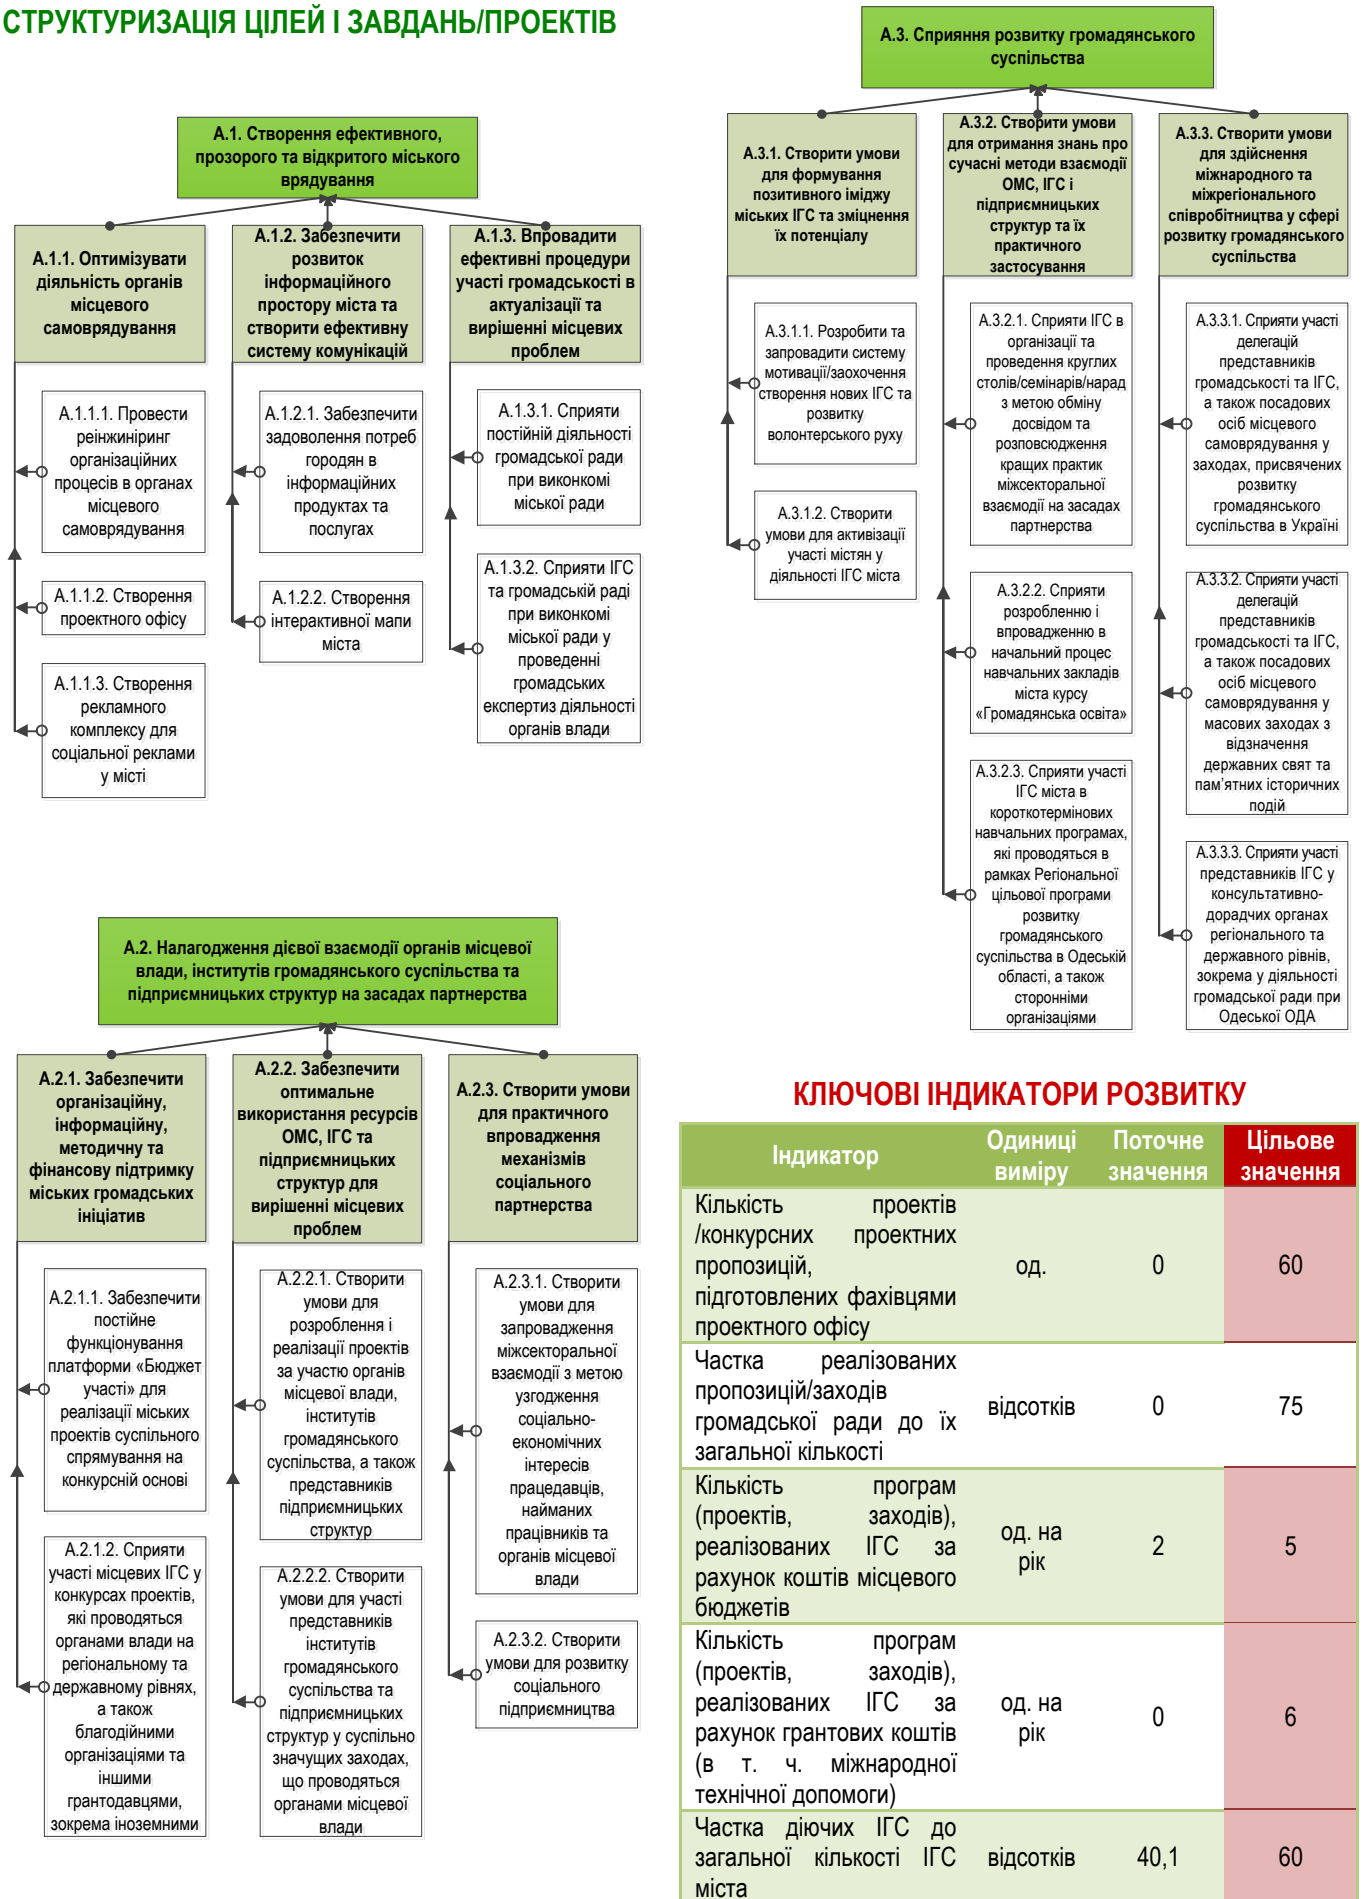 СТРУКТУРИЗАЦІЯ ЦІЛЕЙ І ЗАВДАНЬ/ПРОЕКТІВ
А.1. Створення ефективного,
прозорого та відкритого міського
врядування
А.1.1. Оптимізувати
діяльність органів
місцевого
самоврядування
А.1.1.1. Провести
реінжиніринг
організаційних
процесів в органах
місцевого
самоврядування
А.1.1.2. Створення
проектного офісу
А.1.1.3. Створення
рекламного
комплексу для
соціальної реклами
у місті
А.1.2. Забезпечити
розвиток
інформаційного
простору міста та
створити ефективну
систему комунікацій
А.1.2.1. Забезпечити
задоволення потреб
городян в
інформаційних
продуктах та
послугах
А.1.2.2. Створення
інтерактивної мапи
міста
А.1.3. Впровадити
ефективні процедури
участі громадськості в
актуалізації та
вирішенні місцевих
проблем
А.1.3.1. Сприяти
постійній діяльності
громадської ради
при виконкомі
міської ради
А.1.3.2. Сприяти ІГС
та громадській раді
при виконкомі
міської ради у
проведенні
громадських
експертиз діяльності
органів влади
А.2. Налагодження дієвої взаємодії органів місцевої
влади, інститутів громадянського суспільства та
підприємницьких структур на засадах партнерства
А.2.1. Забезпечити
організаційну,
інформаційну,
методичну та
фінансову підтримку
міських громадських
ініціатив
А.2.1.1. Забезпечити
постійне
функціонування
платформи «Бюджет
участі» для
реалізації міських
проектів суспільного
спрямування на
конкурсній основі
А.2.1.2. Сприяти
участі місцевих ІГС у
конкурсах проектів,
які проводяться
органами влади на
регіональному та
державному рівнях,
а також
благодійними
організаціями та
іншими
грантодавцями,
зокрема іноземними
А.2.2. Забезпечити
оптимальне
використання ресурсів
ОМС, ІГС та
підприємницьких
структур для
вирішенні місцевих
проблем
А.2.2.1. Створити
умови для
розроблення і
реалізації проектів
за участю органів
місцевої влади,
інститутів
громадянського
суспільства, а також
представників
підприємницьких
структур
А.2.2.2. Створити
умови для участі
представників
інститутів
громадянського
суспільства та
підприємницьких
структур у суспільно
значущих заходах,
що проводяться
органами місцевої
влади
А.2.3. Створити умови
для практичного
впровадження
механізмів
соціального
партнерства
А.2.3.1. Створити
умови для
запровадження
міжсекторальної
взаємодії з метою
узгодження
соціально-
економічних
інтересів
працедавців,
найманих
працівників та
органів місцевої
влади
А.2.3.2. Створити
умови для розвитку
соціального
підприємництва
А.3. Сприяння розвитку громадянського
суспільства
А.3.1. Створити умови
для формування
позитивного іміджу
міських ІГС та зміцнення
їх потенціалу
А.3.1.1. Розробити та
запровадити систему
мотивації/заохочення
створення нових ІГС та
розвитку
волонтерського руху
А.3.1.2. Створити
умови для активізації
участі містян у
діяльності ІГС міста
А.3.2. Створити умови
для отримання знань про
сучасні методи взаємодії
ОМС, ІГС і
підприємницьких
структур та їх
практичного
застосування
А.3.2.1. Сприяти ІГС в
організації та
проведення круглих
столів/семінарів/нарад
з метою обміну
досвідом та
розповсюдження
кращих практик
міжсекторальної
взаємодії на засадах
партнерства
А.3.2.2. Сприяти
розробленню і
впровадженню в
начальний процес
навчальних закладів
міста курсу
«Громадянська освіта»
А.3.2.3. Сприяти участі
ІГС міста в
короткотермінових
навчальних програмах,
які проводяться в
рамках Регіональної
цільової програми
розвитку
громадянського
суспільства в Одеській
області, а також
сторонніми
організаціями
А.3.3. Створити умови
для здійснення
міжнародного та
міжрегіонального
співробітництва у сфері
розвитку громадянського
суспільства
А.3.3.1. Сприяти участі
делегацій
представників
громадськості та ІГС,
а також посадових
осіб місцевого
самоврядування у
заходах, присвячених
розвитку
громадянського
суспільства в Україні
А.3.3.2. Сприяти участі
делегацій
представників
громадськості та ІГС,
а також посадових
осіб місцевого
самоврядування у
масових заходах з
відзначення
державних свят та
пам'ятних історичних
подій
А.3.3.3. Сприяти участі
представників ІГС у
консультативно-
дорадчих органах
регіонального та
державного рівнів,
зокрема у діяльності
громадської ради при
Одеської ОДА
КЛЮЧОВІ ІНДИКАТОРИ РОЗВИТКУ
Індикатор
Одиниці
виміру
Поточне
значення
Цільове
значення
Кількість проектів
/конкурсних проектних
пропозицій,
підготовлених фахівцями
проектного офісу
од.
0
60
Частка реалізованих
пропозицій/заходів
громадської ради до їх
загальної кількості
відсотків
0
75
Кількість програм
(проектів, заходів),
реалізованих ІГС за
рахунок коштів місцевого
бюджетів
од. на
рік
2
5
Кількість програм
(проектів, заходів),
реалізованих ІГС за
рахунок грантових коштів
(в т. ч. міжнародної
технічної допомоги)
од. на
рік
0
6
Частка діючих ІГС до
загальної кількості ІГС
міста
відсотків
40,1
60